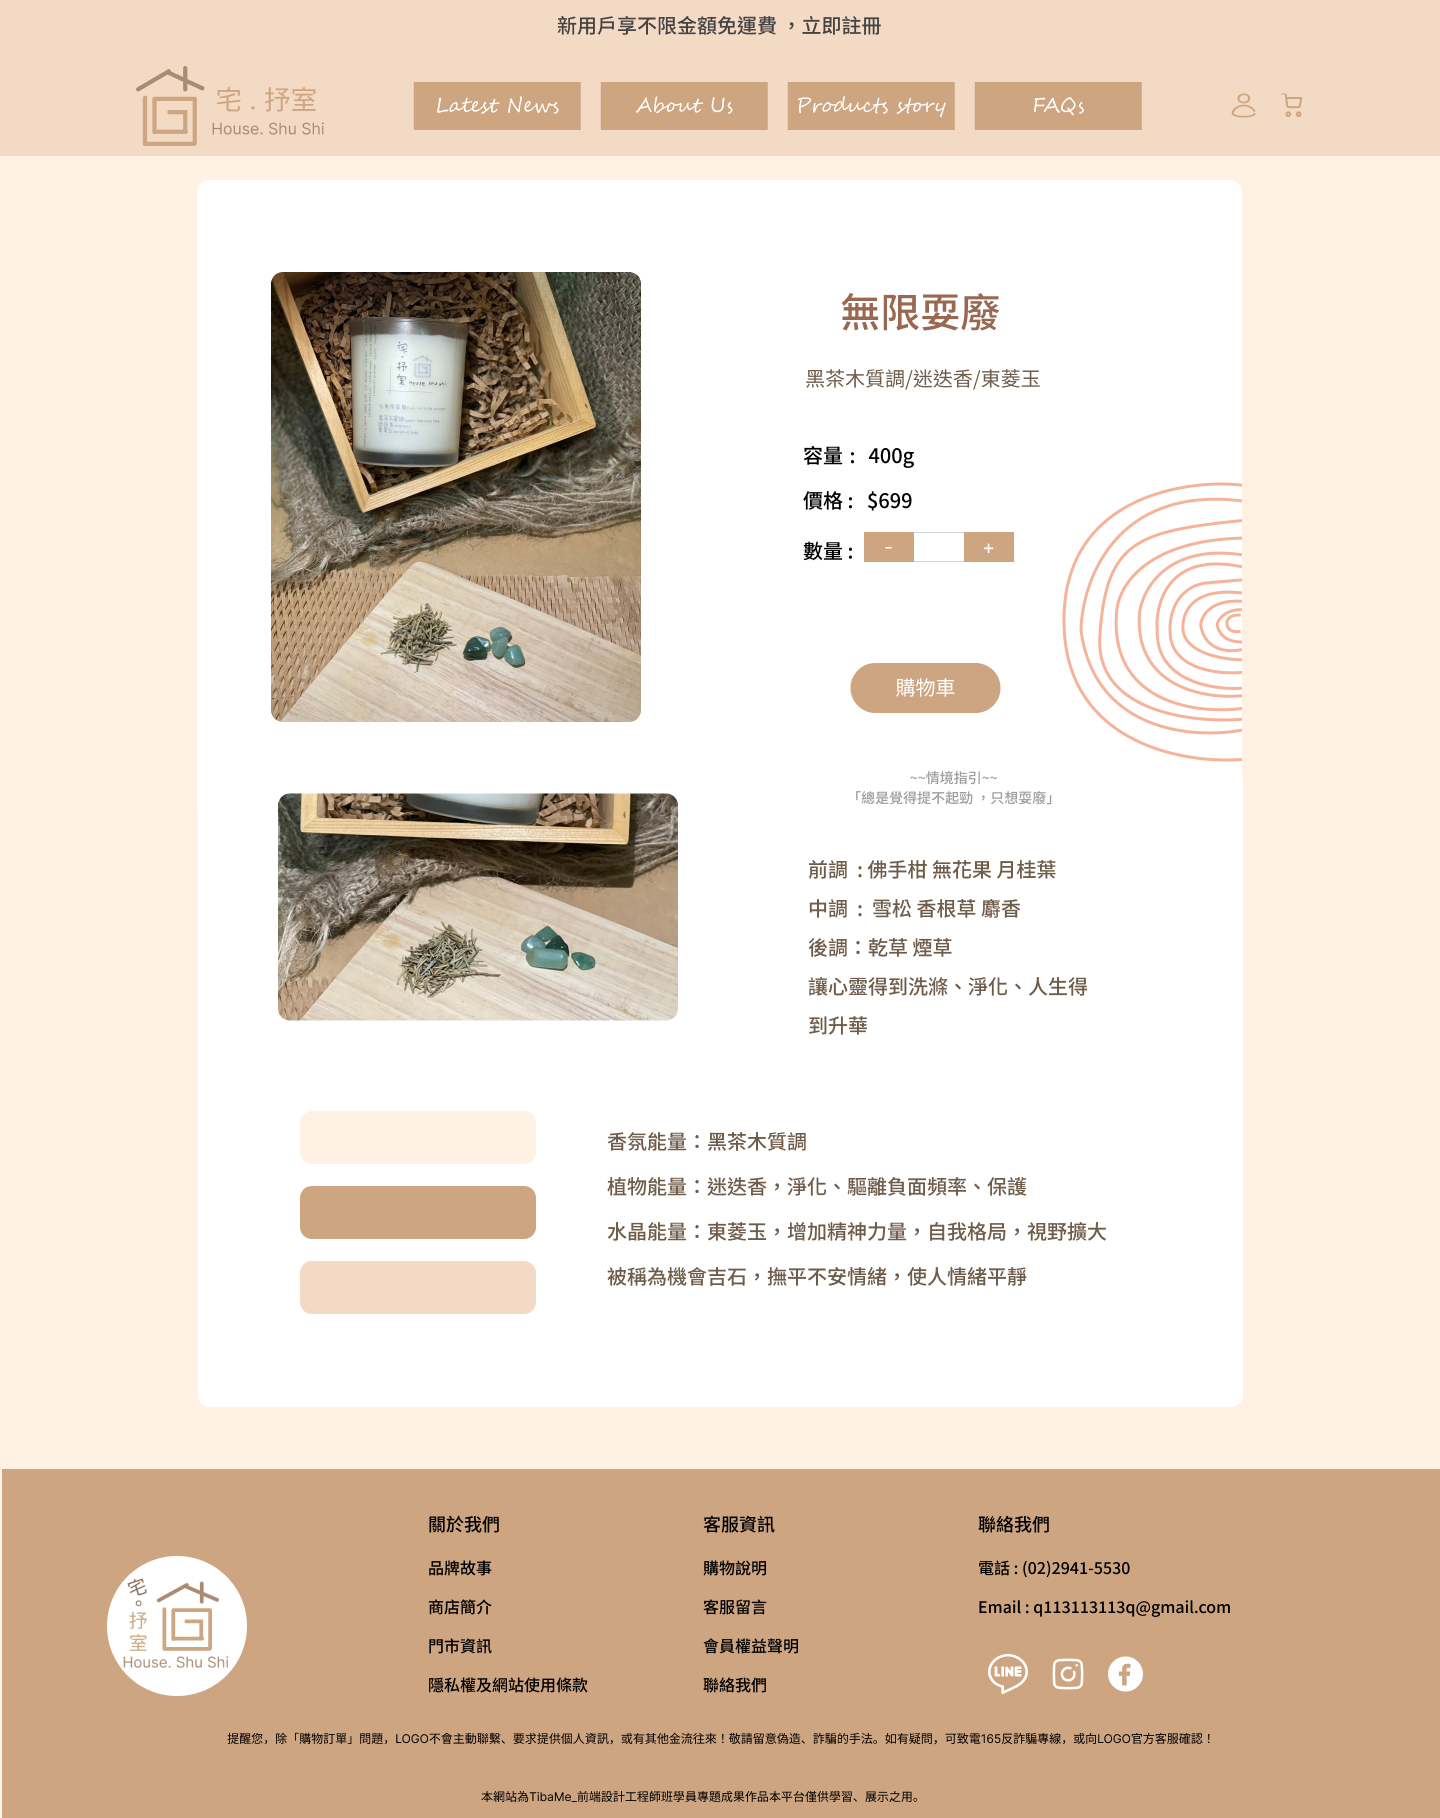 新用戶享不限金額免運費 ，立即註冊
宅 . 抒室
House. Shu Shi
Latest News
About Us
Products story
FAQs
宅。抒室
House. Shu Shi
無限耍廢
黑茶木質調/迷迭香/東菱玉
容量 : 400g
價格 : $699
數量 :
-
+
購物車
~~情境指引~~
「總是覺得提不起勁 ，只想耍廢」
前調 : 佛手柑 無花果 月桂葉
中調 : 雪松 香根草 麝香
後調：乾草 煙草
讓心靈得到洗滌、淨化、人生得
到升華
香氛能量：黑茶木質調
植物能量：迷迭香，淨化、驅離負面頻率、保護
水晶能量：東菱玉，增加精神力量，自我格局，視野擴大
被稱為機會吉石，撫平不安情緒，使人情緒平靜
宅。抒室
House. Shu Shi
關於我們
品牌故事
商店簡介
門市資訊
隱私權及網站使用條款
客服資訊
購物說明
客服留言
會員權益聲明
聯絡我們
聯絡我們
電話 : (02)2941-5530
Email : q113113113q@gmail.com
LINE
提醒您，除「購物訂單」問題，LOGO不會主動聯繫、要求提供個人資訊，或有其他金流往來！敬請留意偽造、詐騙的手法。如有疑問，可致電165反詐騙專線，或向LOGO官方客服確認！
本網站為TibaMe_前端設計工程師班學員專題成果作品本平台僅供學習、展示之用。